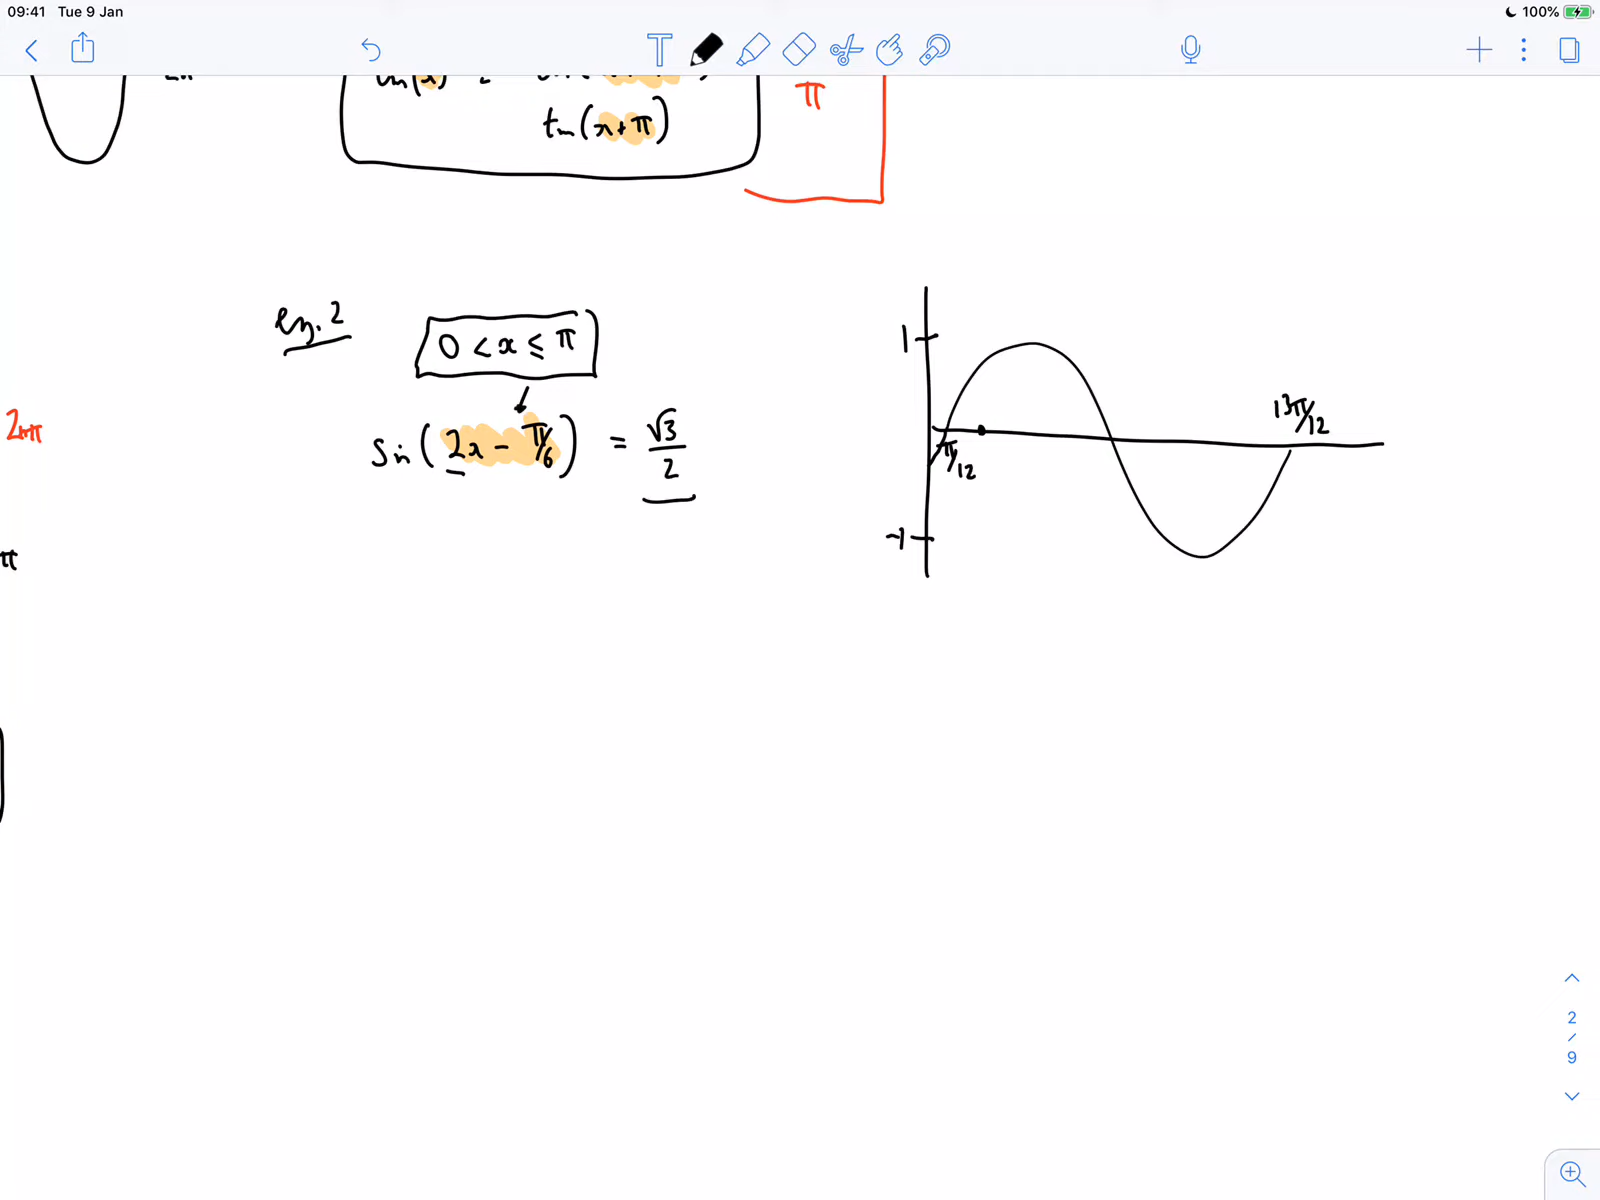 09:41 Tue 9 Jan
100%
T
π
tan(x+π)
eg. 2
0 < x ≤ π
2nπ
sin(2x - π/6) = √3/2
π
1
-1
π/12
13π/12
2
/
9